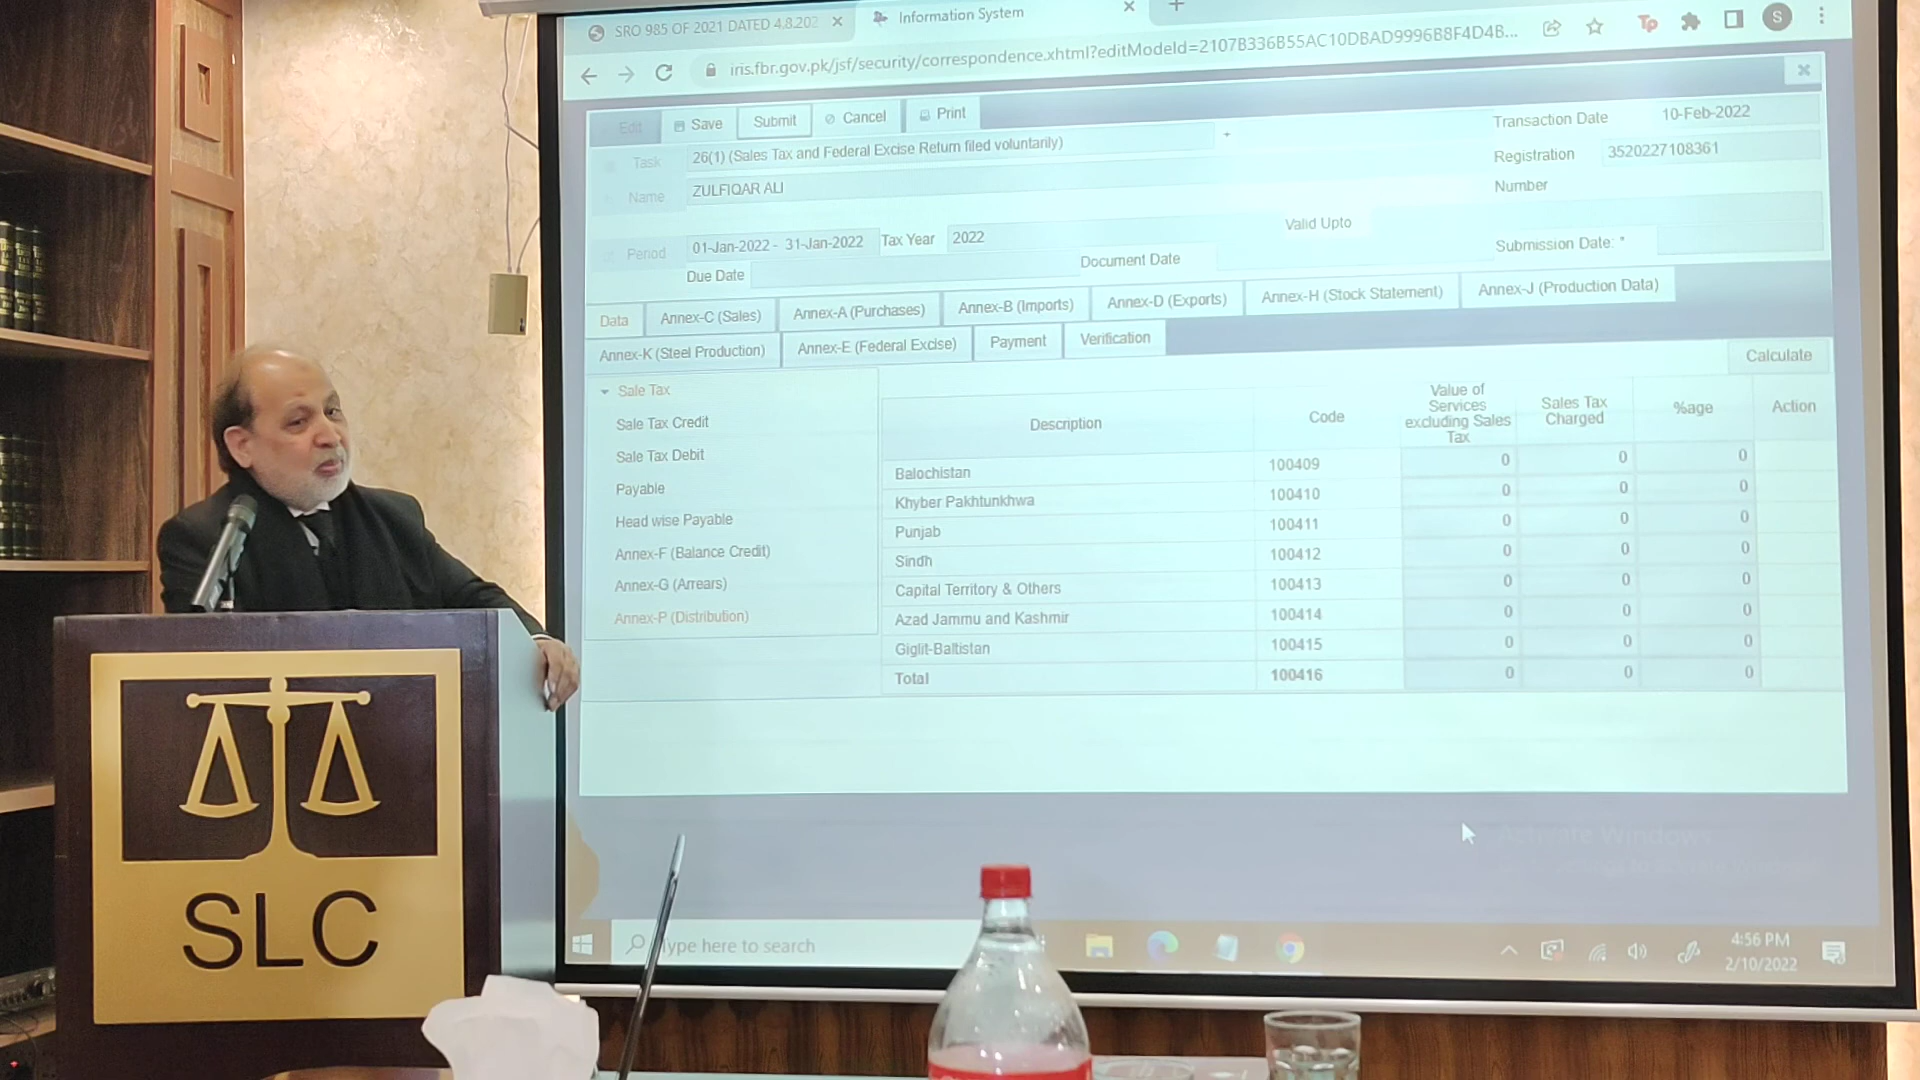 SRO 985 OF 2021 DATED 4.8.202
Information System
iris.fbr.gov.pk/jsf/security/correspondence.xhtml?editModeId=2107B336B55AC10DBAD9996B8F4D4B...
S
Edit Save Submit Cancel Print
Transaction Date 10-Feb-2022
Task 26(1) (Sales Tax and Federal Excise Return filed voluntarily)
Registration Number 3520227108361
Name ZULFIQAR ALI
Period 01-Jan-2022 - 31-Jan-2022 Tax Year 2022 Valid Upto
Submission Date: *
Due Date Document Date
Data Annex-C (Sales) Annex-A (Purchases) Annex-B (Imports) Annex-D (Exports) Annex-H (Stock Statement) Annex-J (Production Data)
Annex-K (Steel Production) Annex-E (Federal Excise) Payment Verification
Calculate
Sale Tax
Sale Tax Credit
Sale Tax Debit
Payable
Head wise Payable
Annex-F (Balance Credit)
Annex-G (Arrears)
Annex-P (Distribution)
Description Code Value of Services excluding Sales Tax Sales Tax Charged %age Action
Balochistan 100409 0 0 0
Khyber Pakhtunkhwa 100410 0 0 0
Punjab 100411 0 0 0
Sindh 100412 0 0 0
Capital Territory & Others 100413 0 0 0
Azad Jammu and Kashmir 100414 0 0 0
Giglit-Baltistan 100415 0 0 0
Total 100416 0 0 0
Activate Windows
Type here to search
4:56 PM
2/10/2022
SLC